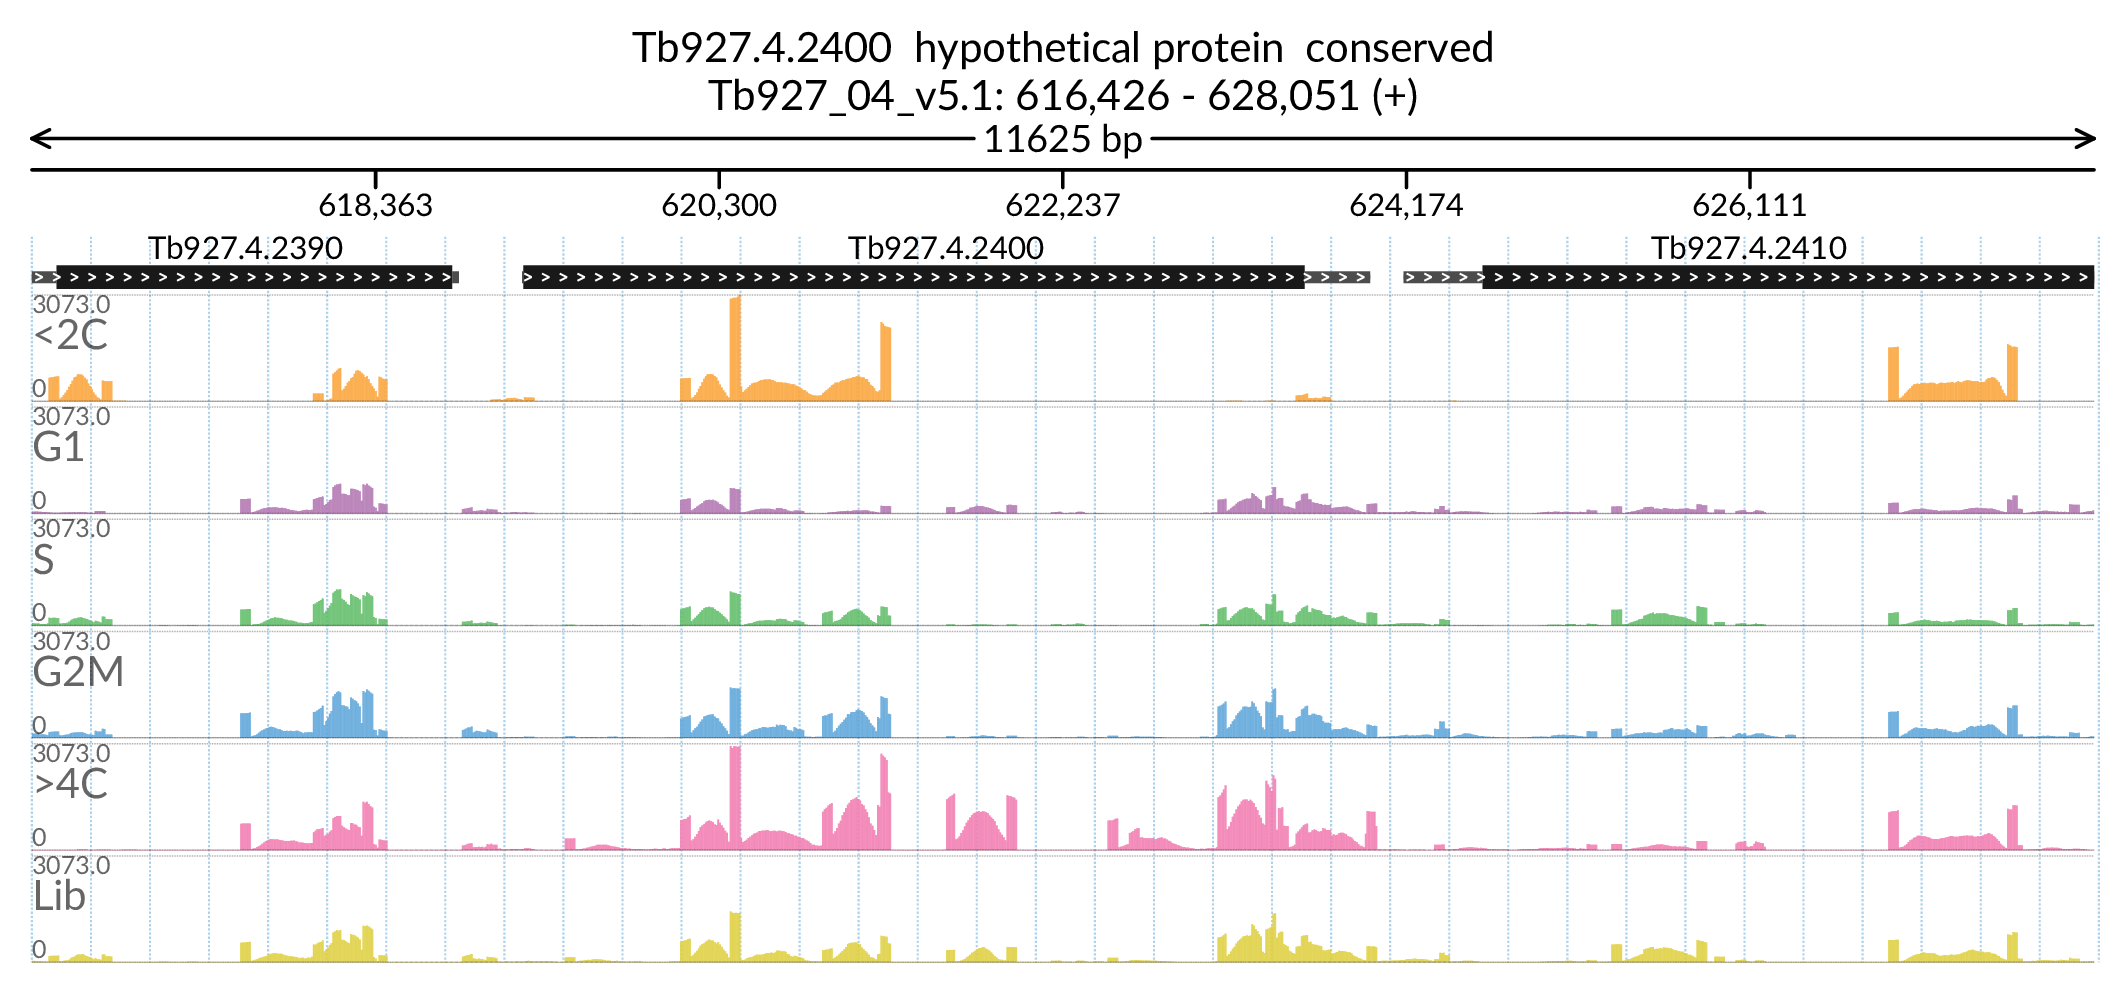 Tb927.4.2400  hypothetical protein  conserved
Tb927_04_v5.1: 616,426 - 628,051 (+)
11625 bp
618,363 620,300 622,237 624,174 626,111
Tb927.4.2390 Tb927.4.2400 Tb927.4.2410
3073.0
<2C
0
3073.0
G1
0
3073.0
S
0
3073.0
G2M
0
3073.0
>4C
0
3073.0
Lib
0